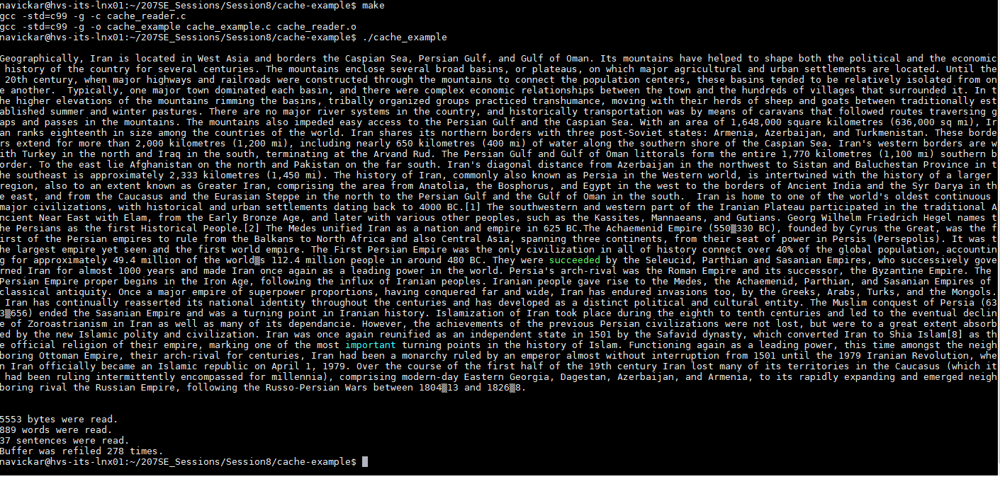 navickar@hvs-its-lnx01:~/207SE_Sessions/Session8/cache-example$ make
gcc -std=c99 -g -c cache_reader.c
gcc -std=c99 -g -o cache_example cache_example.c cache_reader.o
navickar@hvs-its-lnx01:~/207SE_Sessions/Session8/cache-example$ ./cache_example
Geographically, Iran is located in West Asia and borders the Caspian Sea, Persian Gulf, and Gulf of Oman. Its mountains have helped to shape both the political and the economic
history of the country for several centuries. The mountains enclose several broad basins, or plateaus, on which major agricultural and urban settlements are located. Until the
20th century, when major highways and railroads were constructed through the mountains to connect the population centers, these basins tended to be relatively isolated from on
e another.  Typically, one major town dominated each basin, and there were complex economic relationships between the town and the hundreds of villages that surrounded it. In t
he higher elevations of the mountains rimming the basins, tribally organized groups practiced transhumance, moving with their herds of sheep and goats between traditionally est
ablished summer and winter pastures. There are no major river systems in the country, and historically transportation was by means of caravans that followed routes traversing g
aps and passes in the mountains. The mountains also impeded easy access to the Persian Gulf and the Caspian Sea. With an area of 1,648,000 square kilometres (636,000 sq mi), Ir
an ranks eighteenth in size among the countries of the world. Iran shares its northern borders with three post-Soviet states: Armenia, Azerbaijan, and Turkmenistan. These borde
rs extend for more than 2,000 kilometres (1,200 mi), including nearly 650 kilometres (400 mi) of water along the southern shore of the Caspian Sea. Iran's western borders are w
ith Turkey in the north and Iraq in the south, terminating at the Arvand Rud. The Persian Gulf and Gulf of Oman littorals form the entire 1,770 kilometres (1,100 mi) southern b
order. To the east lie Afghanistan on the north and Pakistan on the far south. Iran's diagonal distance from Azerbaijan in the northwest to Sistan and Baluchestan Province in t
he southeast is approximately 2,333 kilometres (1,450 mi). The history of Iran, commonly also known as Persia in the Western world, is intertwined with the history of a larger
region, also to an extent known as Greater Iran, comprising the area from Anatolia, the Bosphorus, and Egypt in the west to the borders of Ancient India and the Syr Darya in th
e east, and from the Caucasus and the Eurasian Steppe in the north to the Persian Gulf and the Gulf of Oman in the south.  Iran is home to one of the world's oldest continuous
major civilizations, with historical and urban settlements dating back to 4000 BC.[1] The southwestern and western part of the Iranian Plateau participated in the traditional A
ncient Near East with Elam, from the Early Bronze Age, and later with various other peoples, such as the Kassites, Mannaeans, and Gutians. Georg Wilhelm Friedrich Hegel names t
he Persians as the first Historical People.[2] The Medes unified Iran as a nation and empire in 625 BC.The Achaemenid Empire (550▒330 BC), founded by Cyrus the Great, was the f
irst of the Persian empires to rule from the Balkans to North Africa and also Central Asia, spanning three continents, from their seat of power in Persis (Persepolis). It was t
he largest empire yet seen and the first world empire. The First Persian Empire was the only civilization in all of history connect over 40% of the global population, accountin
g for approximately 49.4 million of the world▒s 112.4 million people in around 480 BC. They were succeeded by the Seleucid, Parthian and Sasanian Empires, who successively gove
rned Iran for almost 1000 years and made Iran once again as a leading power in the world. Persia's arch-rival was the Roman Empire and its successor, the Byzantine Empire. The
Persian Empire proper begins in the Iron Age, following the influx of Iranian peoples. Iranian people gave rise to the Medes, the Achaemenid, Parthian, and Sasanian Empires of
classical antiquity. Once a major empire of superpower proportions, having conquered far and wide, Iran has endured invasions too, by the Greeks, Arabs, Turks, and the Mongols.
Iran has continually reasserted its national identity throughout the centuries and has developed as a distinct political and cultural entity. The Muslim conquest of Persia (63
3▒656) ended the Sasanian Empire and was a turning point in Iranian history. Islamization of Iran took place during the eighth to tenth centuries and led to the eventual declin
e of Zoroastrianism in Iran as well as many of its dependancie. However, the achievements of the previous Persian civilizations were not lost, but were to a great extent absorb
ed by the new Islamic polity and civilization. Iran was once again reunified as an independent state in 1501 by the Safavid dynasty, which converted Iran to Shia Islam[8] as th
e official religion of their empire, marking one of the most important turning points in the history of Islam. Functioning again as a leading power, this time amongst the neigh
boring Ottoman Empire, their arch-rival for centuries, Iran had been a monarchy ruled by an emperor almost without interruption from 1501 until the 1979 Iranian Revolution, whe
n Iran officially became an Islamic republic on April 1, 1979. Over the course of the first half of the 19th century Iran lost many of its territories in the Caucasus (which it
had been ruling intermittently encompassed for millennia), comprising modern-day Eastern Georgia, Dagestan, Azerbaijan, and Armenia, to its rapidly expanding and emerged neigh
boring rival the Russian Empire, following the Russo-Persian Wars between 1804▒13 and 1826▒8.
5553 bytes were read.
889 words were read.
37 sentences were read.
Buffer was refiled 278 times.
navickar@hvs-its-lnx01:~/207SE_Sessions/Session8/cache-example$